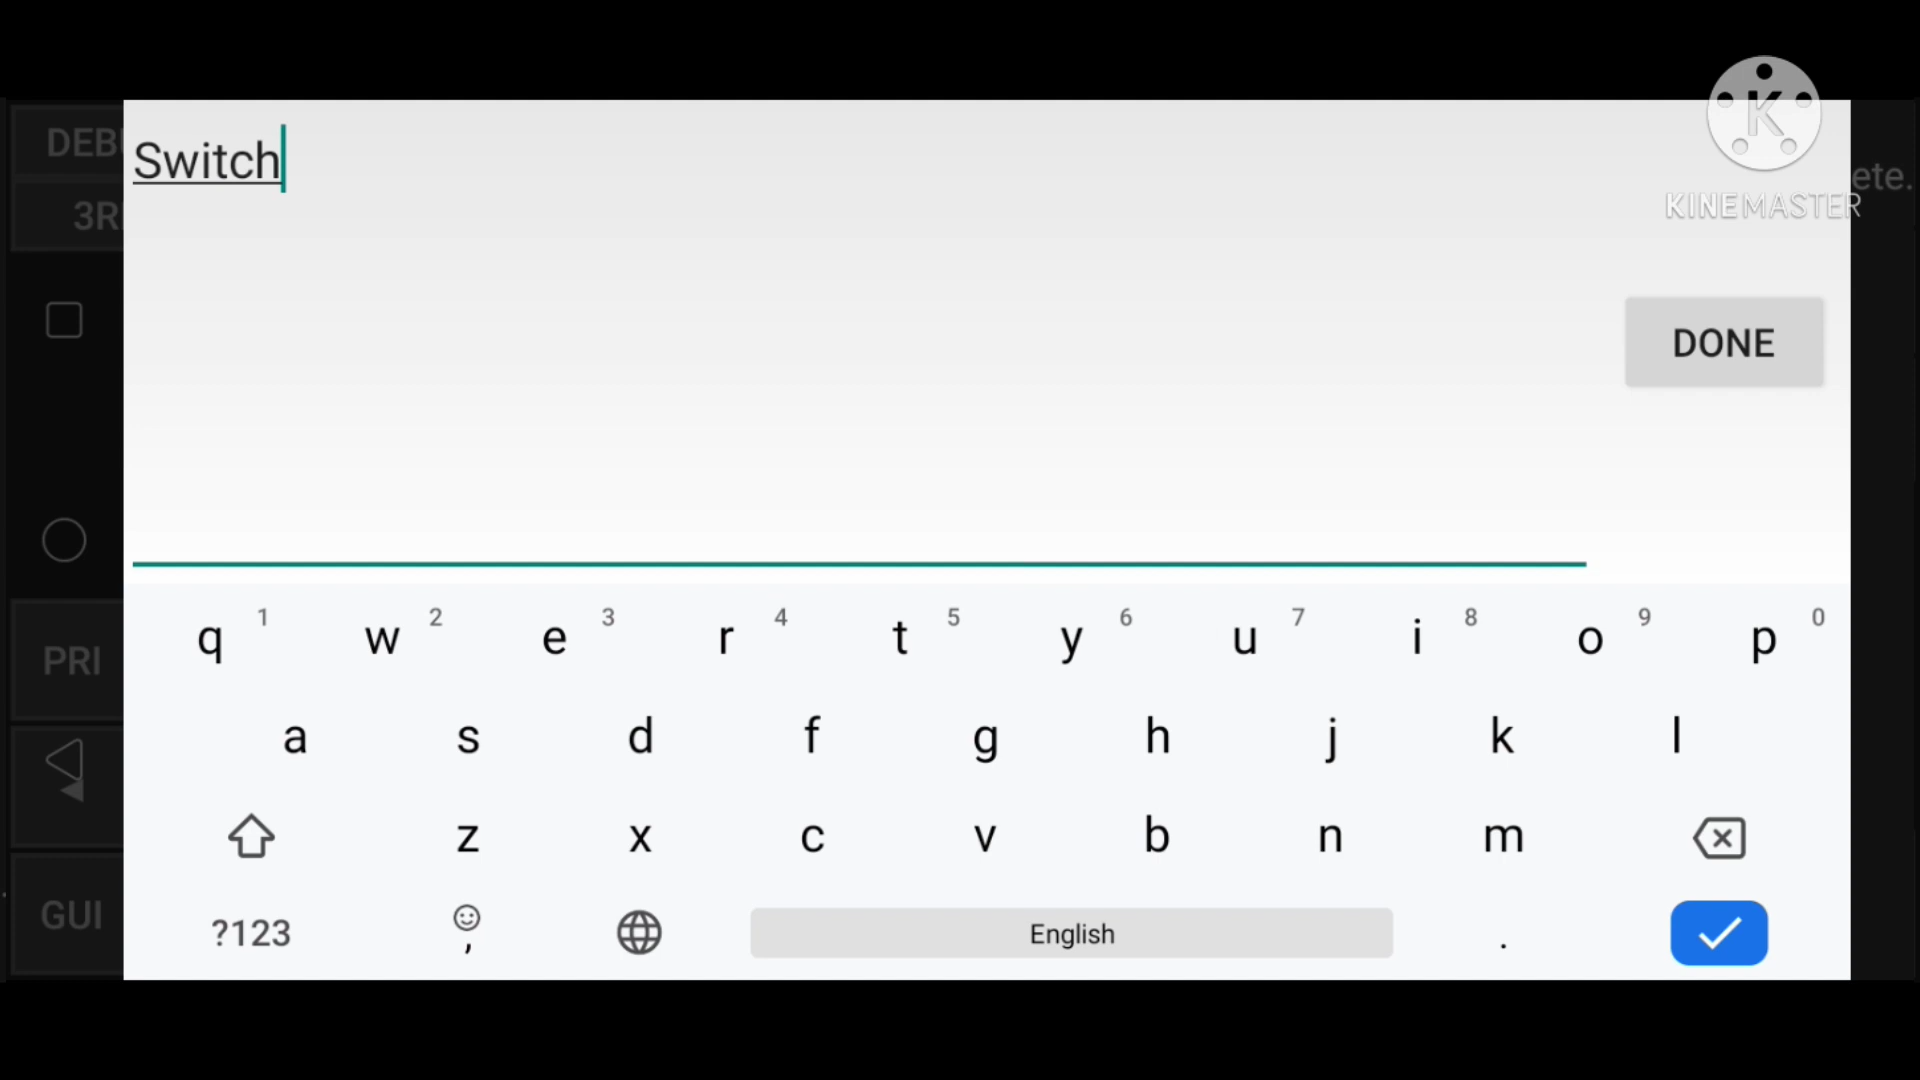 DEB
Switch
KINEMASTER
ete.
3R
DONE
q 1 w 2 e 3 r 4 t 5 y 6 u 7 i 8 o 9 p 0
PRI
a s d f g h j k l
z x c v b n m
GUI
?123 , English .